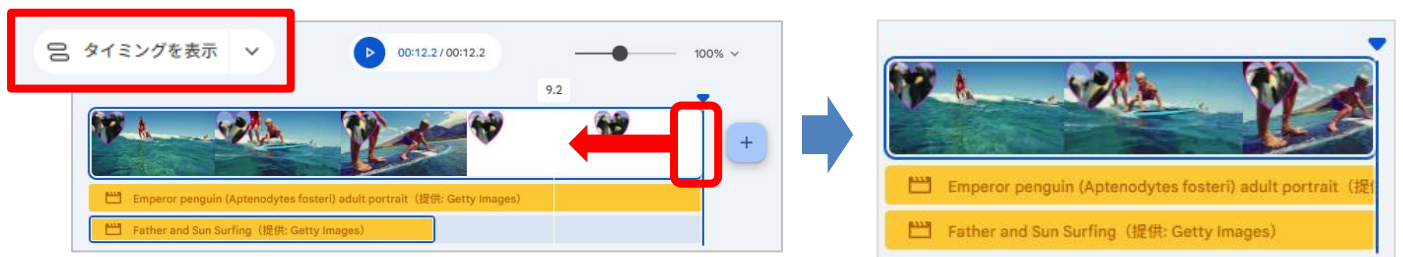 タイミングを表示
00:12.2 / 00:12.2
100%
9.2
+
Emperor penguin (Aptenodytes fosteri) adult portrait（提供: Getty Images）
Father and Sun Surfing（提供: Getty Images）
Emperor penguin (Aptenodytes fosteri) adult portrait（提
Father and Sun Surfing（提供: Getty Images）